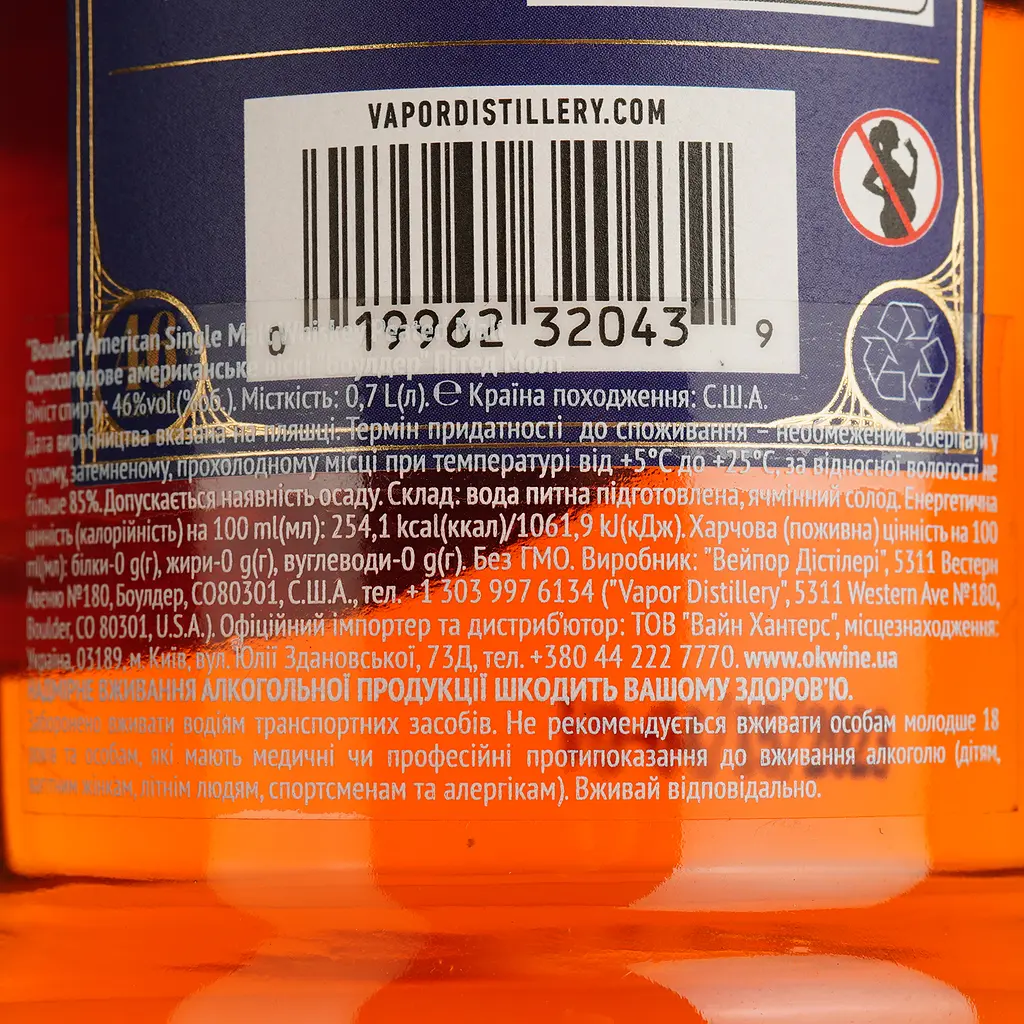 VAPORDISTILLERY.COM
0 19962 32043 9
"Boulder" American Single Malt Whiskey Peated Malt
Односолодове американське віскі "Боулдер" Пітед Молт
Вміст спирту: 46%vol.(%об.). Місткість: 0,7 L(л). ℮ Країна походження: С.Ш.А.
Дата виробництва вказана на пляшці. Термін придатності до споживання – необмежений. Зберігати у
сухому, затемненому, прохолодному місці при температурі від +5°С до +25°С, за відносної вологості не
більше 85%. Допускається наявність осаду. Склад: вода питна підготовлена, ячмінний солод. Енергетична
цінність (калорійність) на 100 ml(мл): 254,1 kcal(ккал)/1061,9 kJ(кДж). Харчова (поживна) цінність на 100
ml(мл): білки-0 g(г), жири-0 g(г), вуглеводи-0 g(г). Без ГМО. Виробник: "Вейпор Дістілері", 5311 Вестерн
Авеню №180, Боулдер, СО80301, С.Ш.А., тел. +1 303 997 6134 ("Vapor Distillery", 5311 Western Ave №180,
Boulder, CO 80301, U.S.A.). Офіційний імпортер та дистриб'ютор: ТОВ "Вайн Хантерс", місцезнаходження:
Україна, 03189, м. Київ, вул. Юлії Здановської, 73Д, тел. +380 44 222 7770. www.okwine.ua
НАДМІРНЕ ВЖИВАННЯ АЛКОГОЛЬНОЇ ПРОДУКЦІЇ ШКОДИТЬ ВАШОМУ ЗДОРОВ'Ю.
Заборонено вживати водіям транспортних засобів. Не рекомендується вживати особам молодше 18
років та особам, які мають медичні чи професійні протипоказання до вживання алкоголю (дітям,
вагітним жінкам, літнім людям, спортсменам та алергікам). Вживай відповідально.